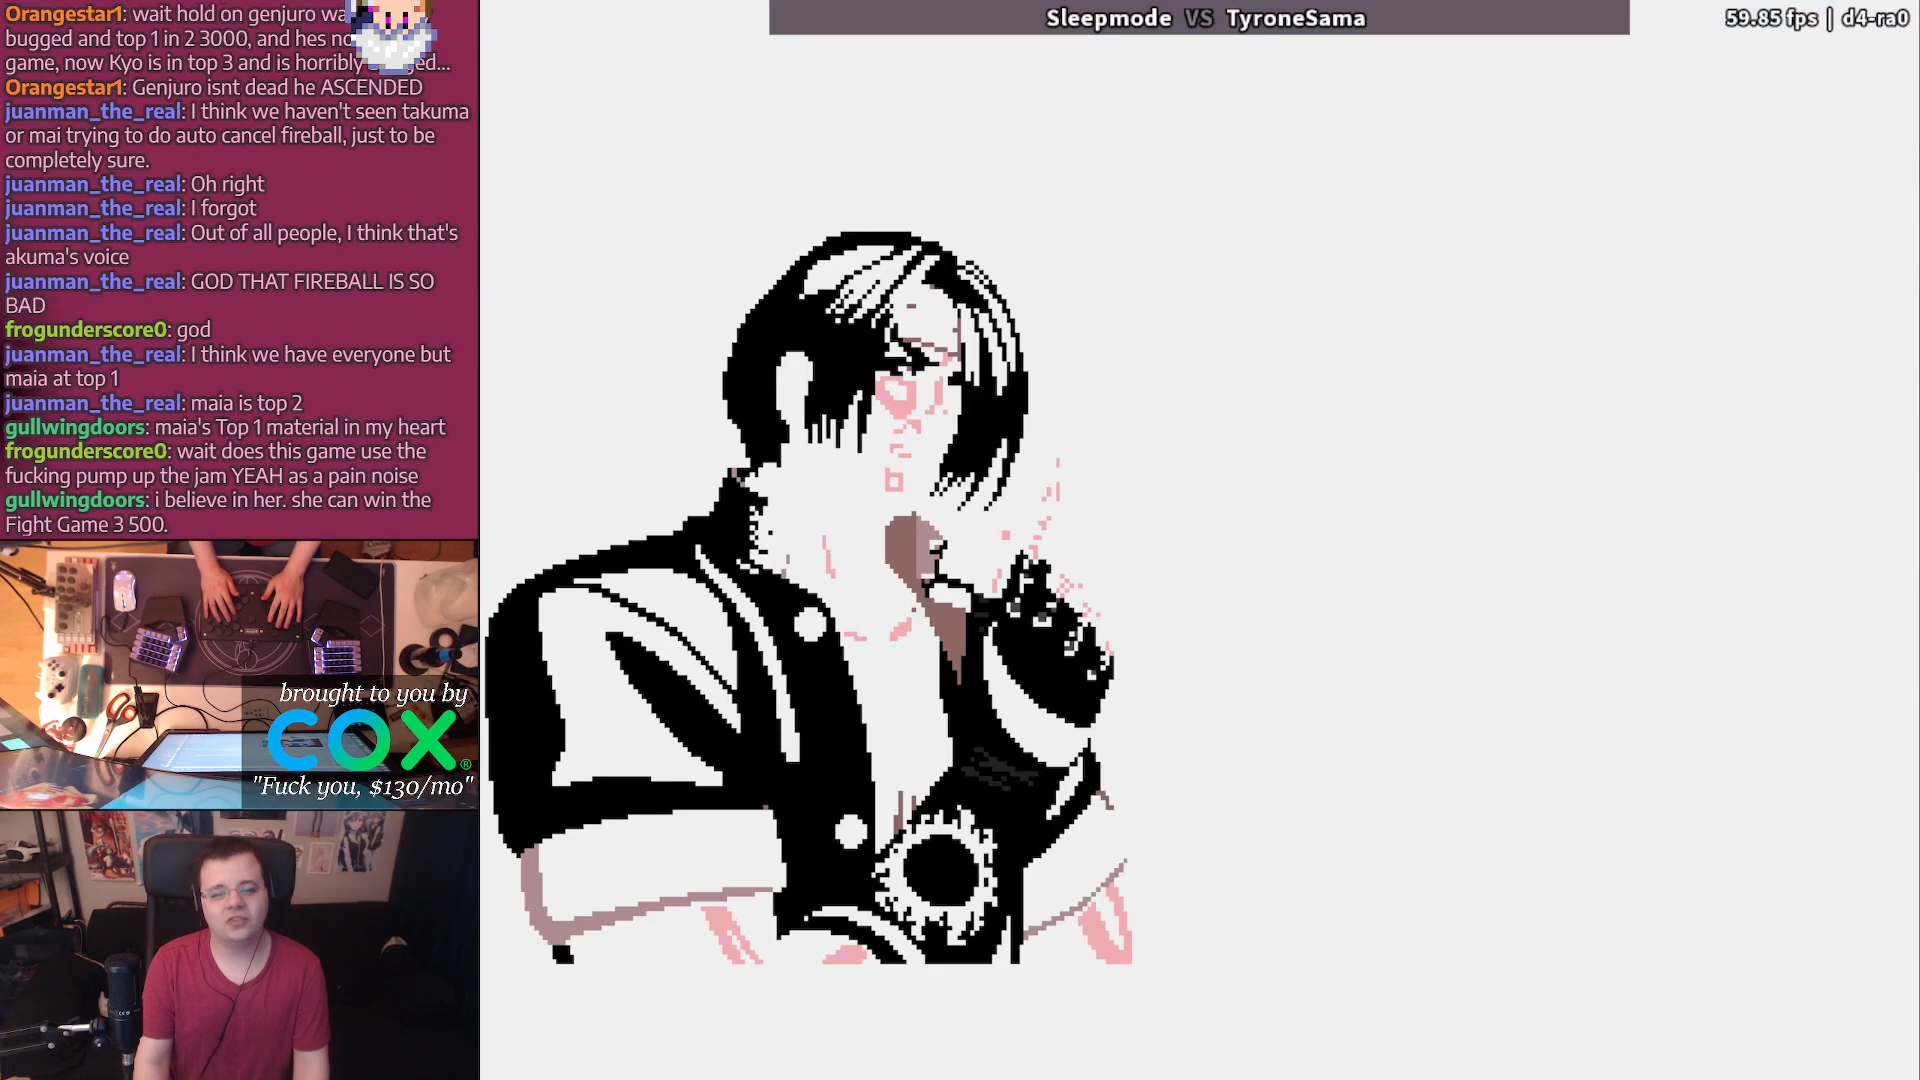 Orangestar1: wait hold on genjuro wa
bugged and top 1 in 2 3000, and hes no
game, now Kyo is in top 3 and is horribly
ed...
Orangestar1: Genjuro isnt dead he ASCENDED
juanman_the_real: I think we haven't seen takuma
or mai trying to do auto cancel fireball, just to be
completely sure.
juanman_the_real: Oh right
juanman_the_real: I forgot
juanman_the_real: Out of all people, I think that's
akuma's voice
juanman_the_real: GOD THAT FIREBALL IS SO
BAD
frogunderscore0: god
juanman_the_real: I think we have everyone but
maia at top 1
juanman_the_real: maia is top 2
gullwingdoors: maia's Top 1 material in my heart
frogunderscore0: wait does this game use the
fucking pump up the jam YEAH as a pain noise
gullwingdoors: i believe in her. she can win the
Fight Game 3 500.
brought to you by
COX®
"Fuck you, $130/mo"
Sleepmode VS TyroneSama
59.85 fps | d4-ra0